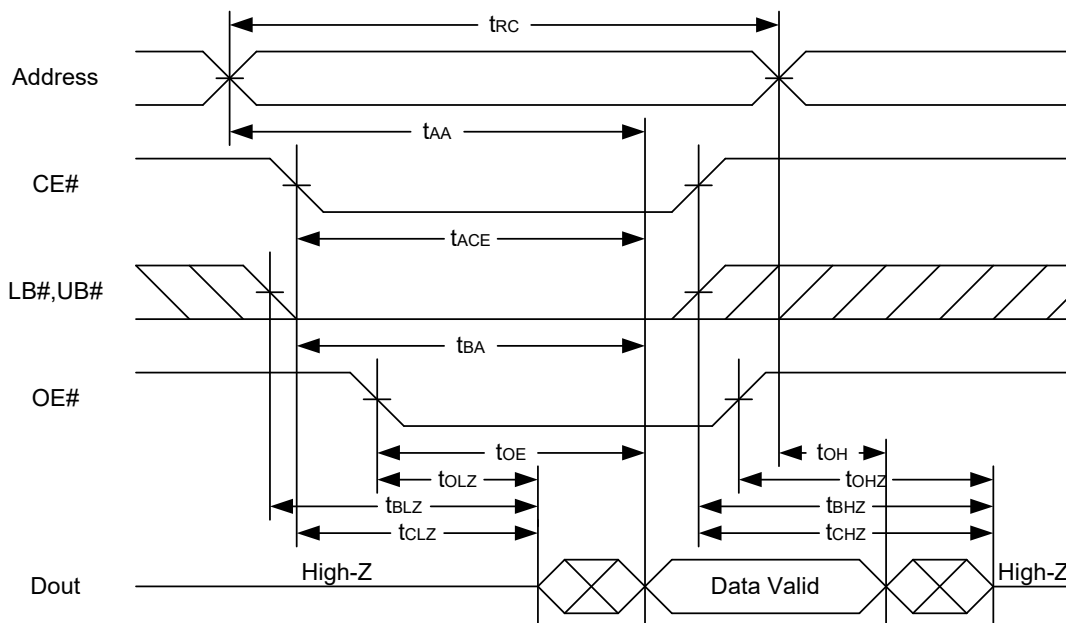 tRC
Address
tAA
CE#
tACE
LB#,UB#
tBA
OE#
tOE
tOH
tOLZ
tOHZ
tBLZ
tBHZ
tCLZ
tCHZ
Dout
High-Z
Data Valid
High-Z